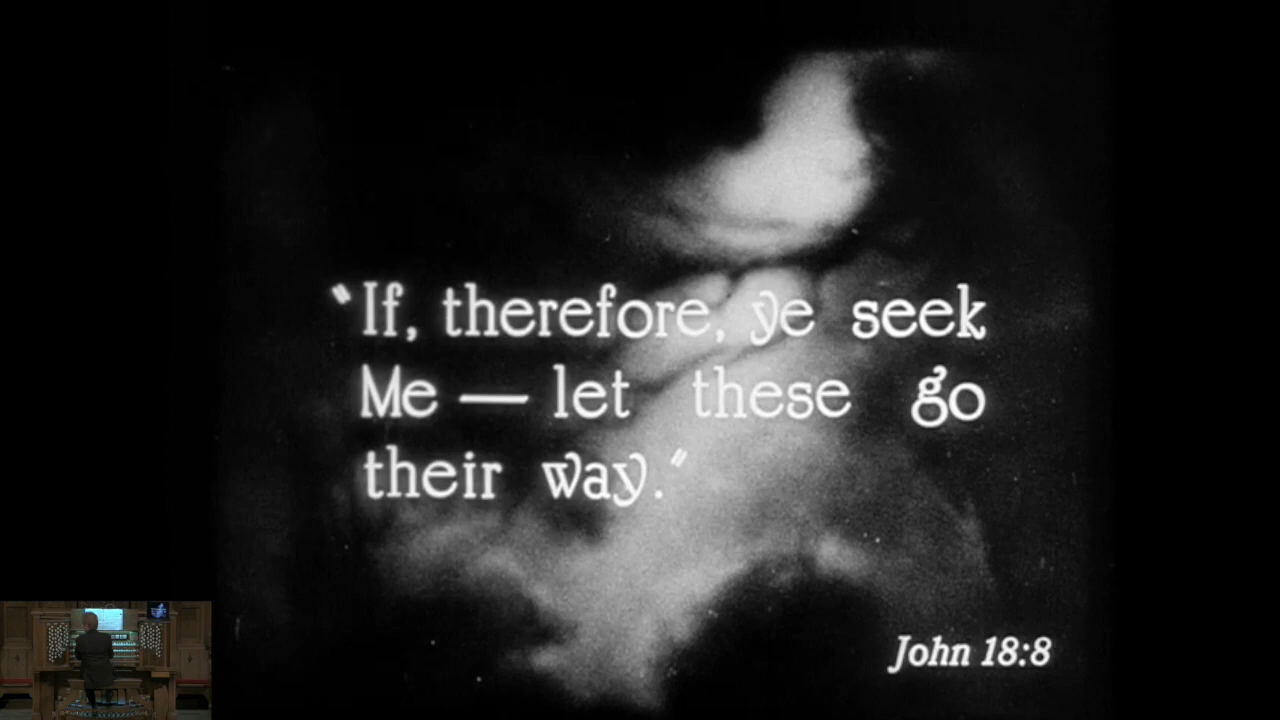 "If, therefore, ye seek
Me — let these go
their way."
John 18:8